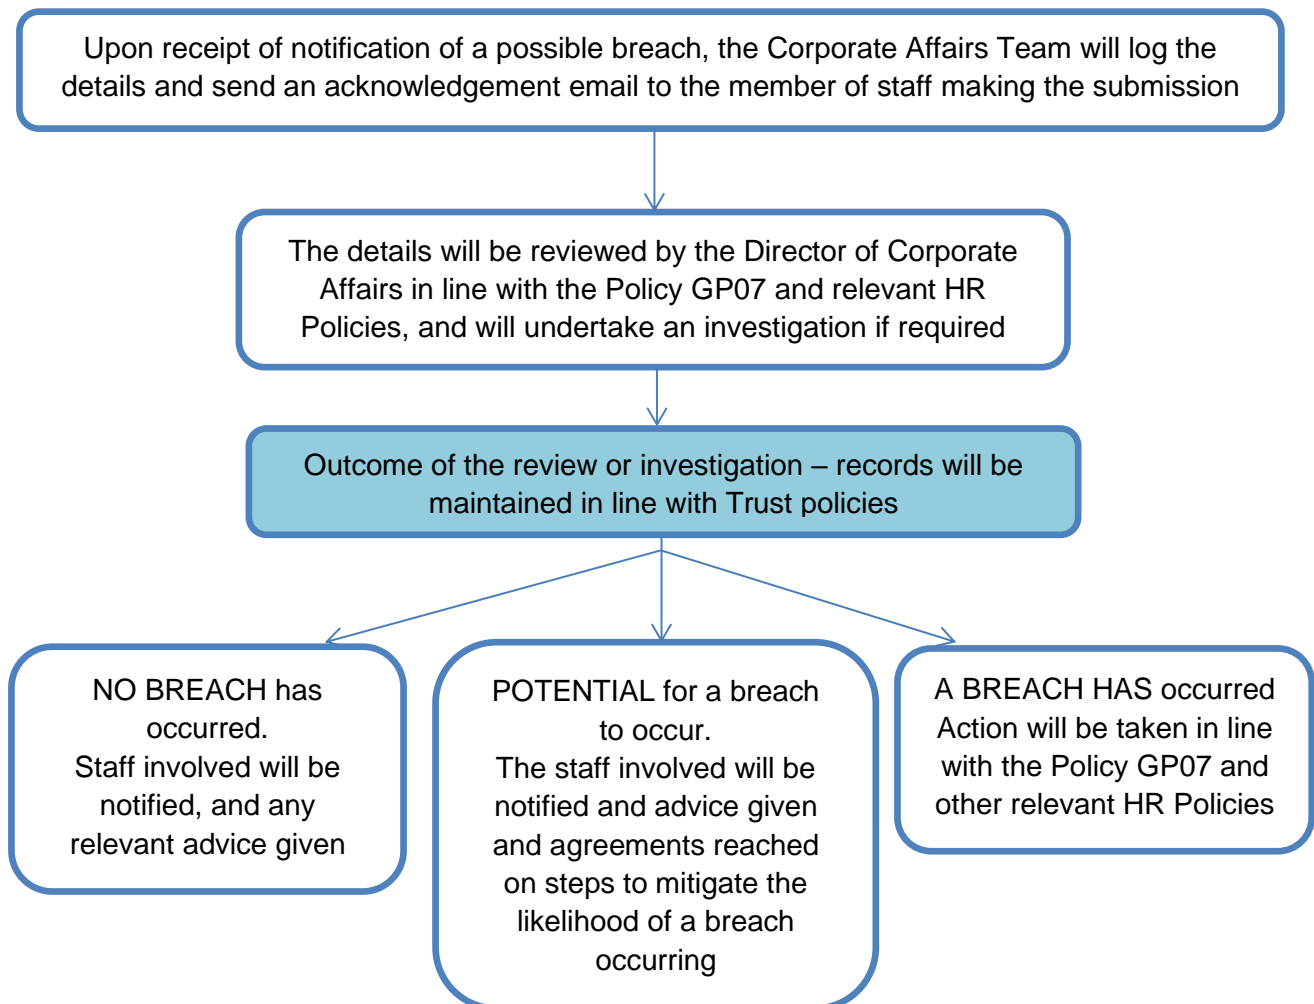 Upon receipt of notification of a possible breach, the Corporate Affairs Team will log the
details and send an acknowledgement email to the member of staff making the submission
The details will be reviewed by the Director of Corporate
Affairs in line with the Policy GP07 and relevant HR
Policies, and will undertake an investigation if required
Outcome of the review or investigation – records will be
maintained in line with Trust policies
NO BREACH has
occurred.
Staff involved will be
notified, and any
relevant advice given
POTENTIAL for a breach
to occur.
The staff involved will be
notified and advice given
and agreements reached
on steps to mitigate the
likelihood of a breach
occurring
A BREACH HAS occurred
Action will be taken in line
with the Policy GP07 and
other relevant HR Policies